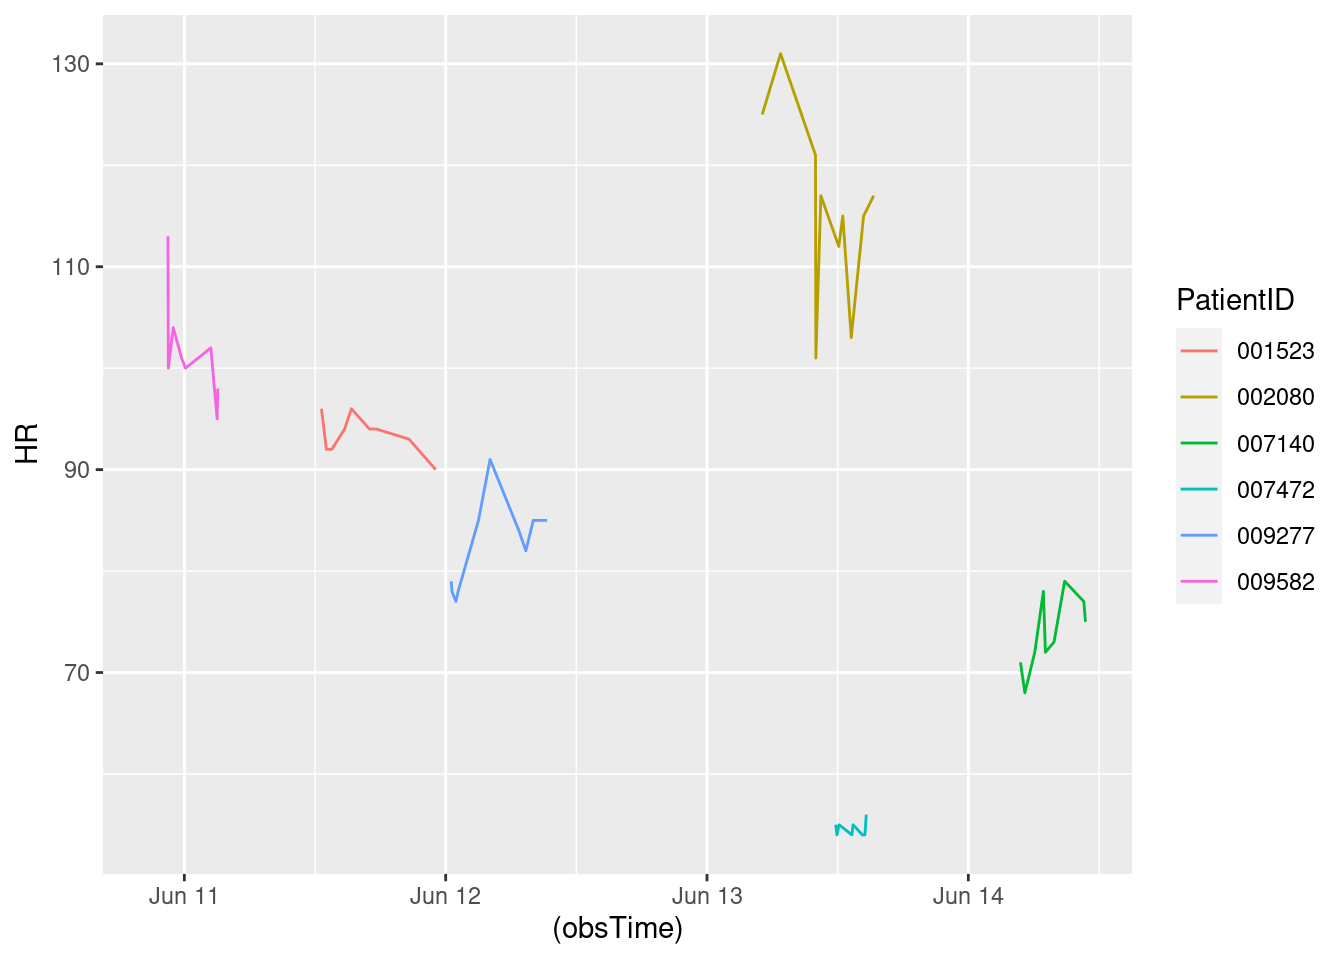 130
110
90
70
HR
Jun 11
Jun 12
Jun 13
Jun 14
(obsTime)
PatientID
001523
002080
007140
007472
009277
009582